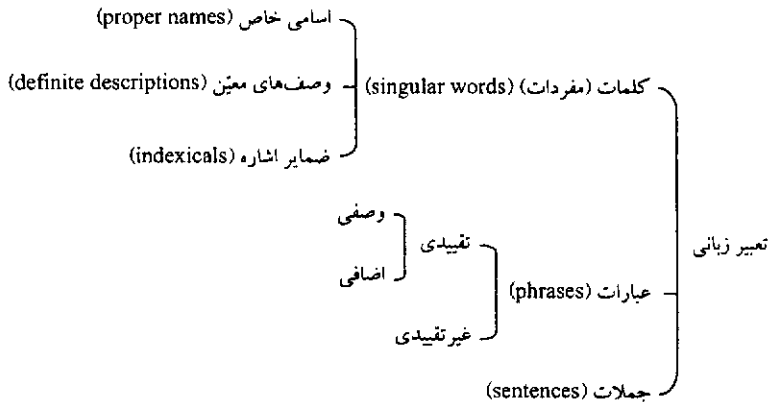 اسامی خاص (proper names)
کلمات (مفردات) (singular words)
وصف‌های معیّن (definite descriptions)
ضمایر اشاره (indexicals)
وصفی
تقییدی
تعبیر زبانی
اضافی
عبارات (phrases)
غیرتقییدی
جملات (sentences)